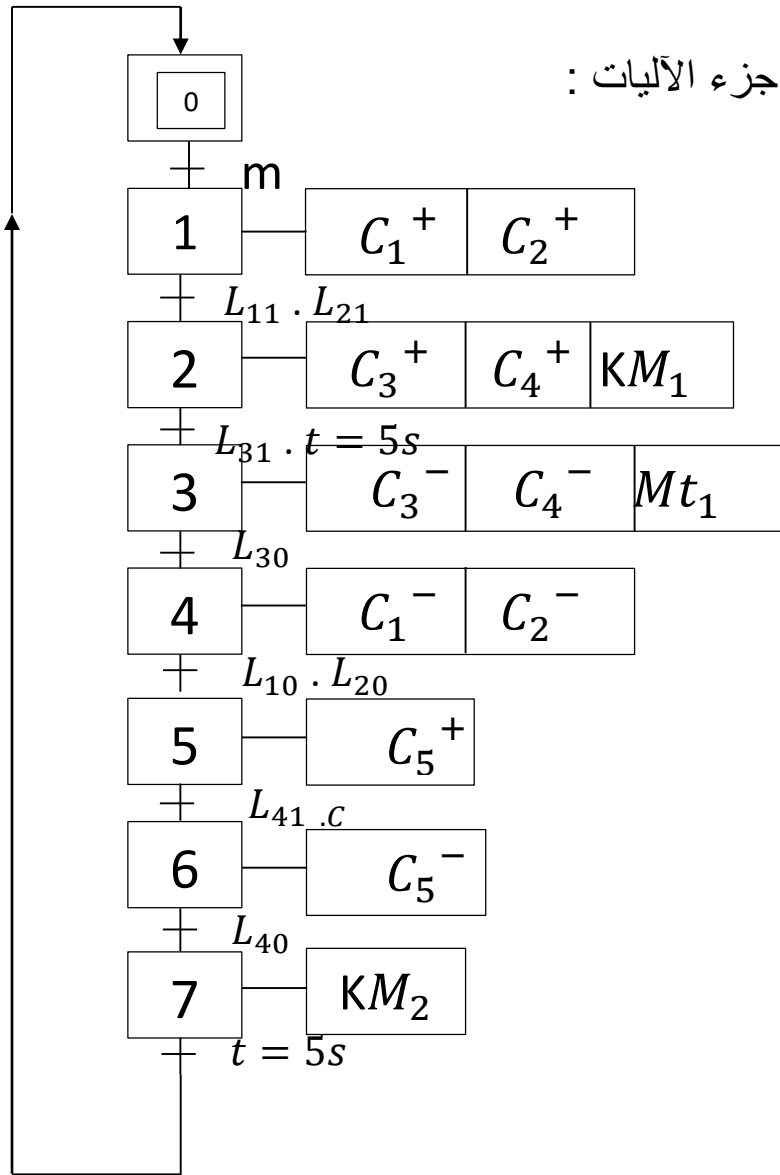 جزء الآليات :
0
m
1 C₁⁺ C₂⁺
L₁₁ . L₂₁
2 C₃⁺ C₄⁺ KM₁
L₃₁ . t = 5s
3 C₃⁻ C₄⁻ Mt₁
L₃₀
4 C₁⁻ C₂⁻
L₁₀ . L₂₀
5 C₅⁺
L₄₁ .c
6 C₅⁻
L₄₀
7 KM₂
t = 5s